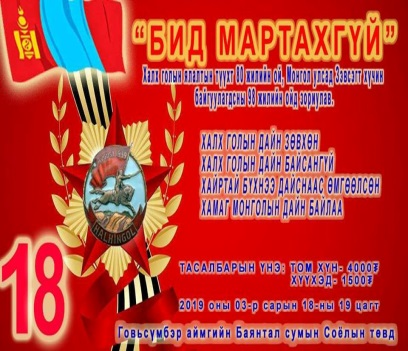 "БИД МАРТАХГҮЙ"
Халх голын ялалтын түүхт 80 жилийн ой, Монгол улсад Зэвсэгт хүчин
байгуулагдсны 98 жилийн ойд зориулав.
ХАЛХ ГОЛЫН ДАЙН ЗӨВХӨН
ХАЛХ ГОЛЫН ДАЙН БАЙСАНГҮЙ
ХАЙРТАЙ БҮХНЭЭ ДАЙСНААС ӨМГӨӨЛСӨН
ХАМАГ МОНГОЛЫН ДАЙН БАЙЛАА
HALHINGOL
18
ТАСАЛБАРЫН ҮНЭ: ТОМ ХҮН- 4000₮
ХҮҮХЭД- 1500₮
2019 оны 03-р сарын 18-ны 19 цагт
Говьсүмбэр аймгийн Баянтал сумын Соёлын төвд